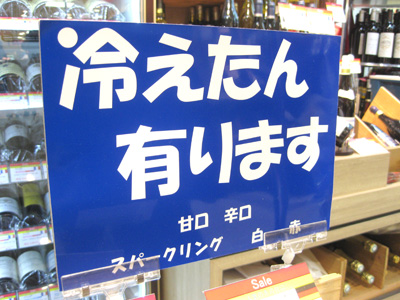 冷えたん
有ります
甘口 辛口
スパークリング 白 赤
Sale